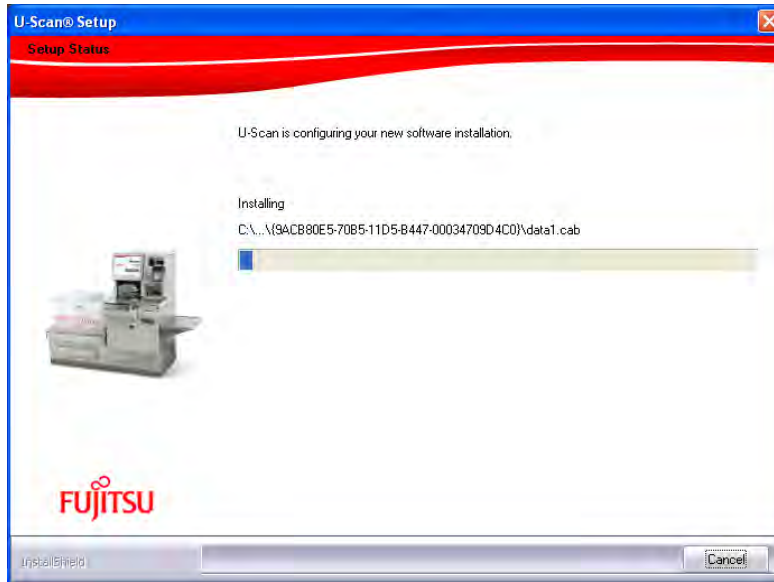 U-Scan® Setup
Setup Status
U-Scan is configuring your new software installation.
Installing
C:\...\{9ACB80E5-70B5-11D5-B447-00034709D4C0}\data1.cab
FUJITSU
InstallShield
Cancel